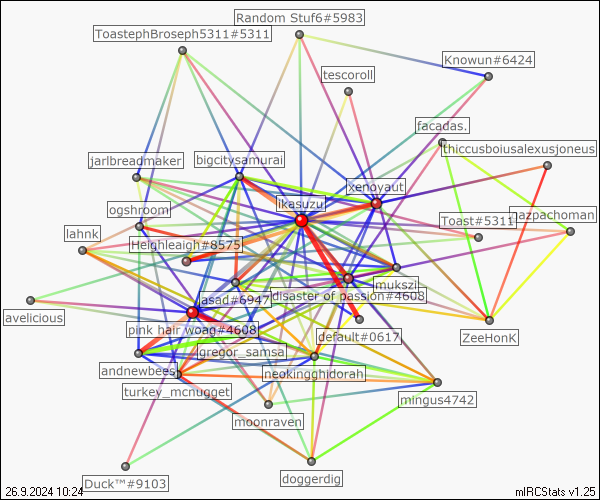 Random Stuf6#5983
ToastephBroseph5311#5311
Knowun#6424
tescoroll
facadas.
thiccusboiusalexusjoneus
jarlbreadmaker
bigcitysamurai
xenoyaut
ikasuzu
ogshroom
Toast#5311
nazpachoman
lahnk
Heighleaigh#8575
mukszi
jasad#6947
disaster of passion#4608
avelicious
pink hair woag#4608
default#0617
ZeeHonK
gregor_samsa
andnewbees
neokingghidorah
turkey_mcnugget
mingus4742
moonraven
doggerdig
Duck™#9103
26.9.2024 10:24
mIRCStats v1.25